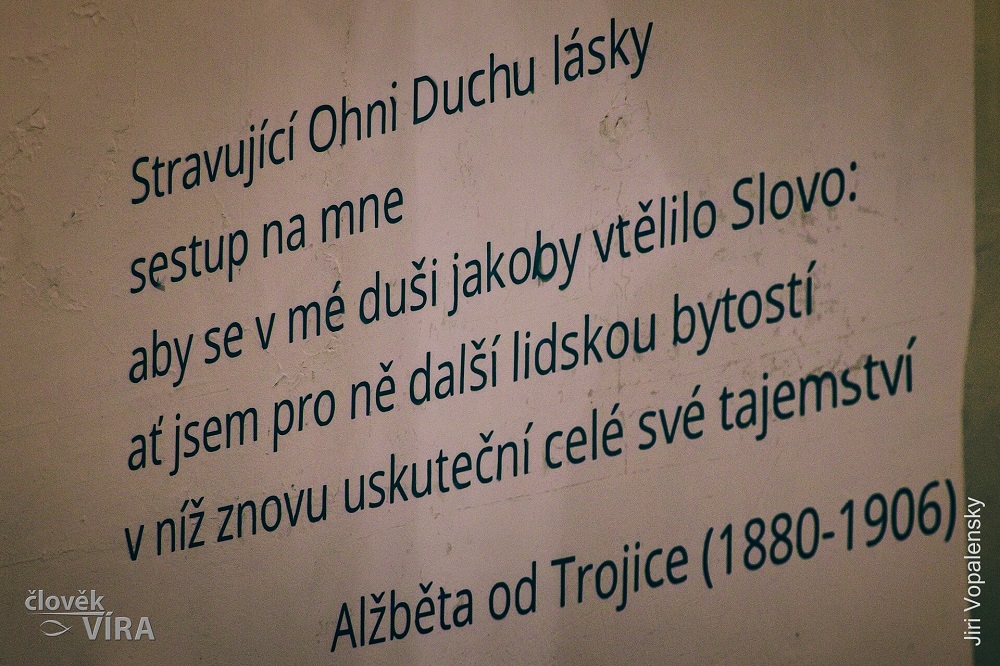 Stravující Ohni Duchu lásky
sestup na mne
aby se v mé duši jakoby vtělilo Slovo:
ať jsem pro ně další lidskou bytostí
v níž znovu uskuteční celé své tajemství
Alžběta od Trojice (1880-1906)
člověk
VÍRA
Jiri Vopalensky